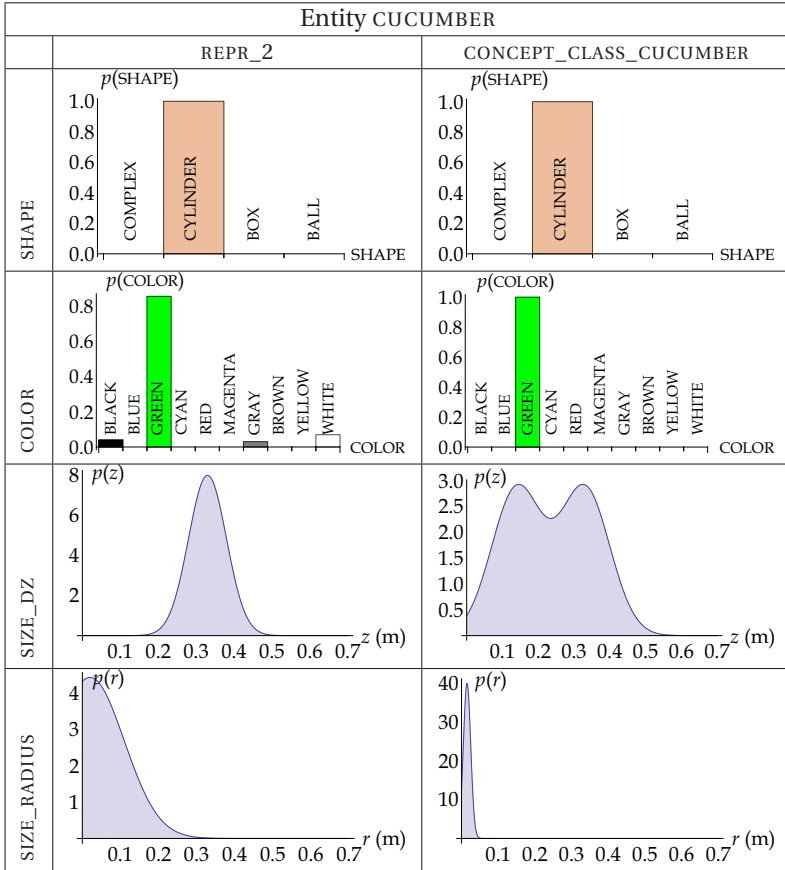 Entity CUCUMBER
REPR_2
CONCEPT_CLASS_CUCUMBER
SHAPE
p(SHAPE)
1.0
0.8
0.6
0.4
0.2
0.0
COMPLEX
CYLINDER
BOX
BALL
SHAPE
p(SHAPE)
1.0
0.8
0.6
0.4
0.2
0.0
COMPLEX
CYLINDER
BOX
BALL
SHAPE
COLOR
p(COLOR)
0.8
0.6
0.4
0.2
0.0
BLACK
BLUE
GREEN
CYAN
RED
MAGENTA
GRAY
BROWN
YELLOW
WHITE
COLOR
p(COLOR)
1.0
0.8
0.6
0.4
0.2
0.0
BLACK
BLUE
GREEN
CYAN
RED
MAGENTA
GRAY
BROWN
YELLOW
WHITE
COLOR
SIZE_DZ
p(z)
8
6
4
2
0.1 0.2 0.3 0.4 0.5 0.6 0.7
z (m)
p(z)
3.0
2.5
2.0
1.5
1.0
0.5
0.1 0.2 0.3 0.4 0.5 0.6 0.7
z (m)
SIZE_RADIUS
p(r)
4
3
2
1
0.1 0.2 0.3 0.4 0.5 0.6 0.7
r (m)
p(r)
40
30
20
10
0.1 0.2 0.3 0.4 0.5 0.6 0.7
r (m)